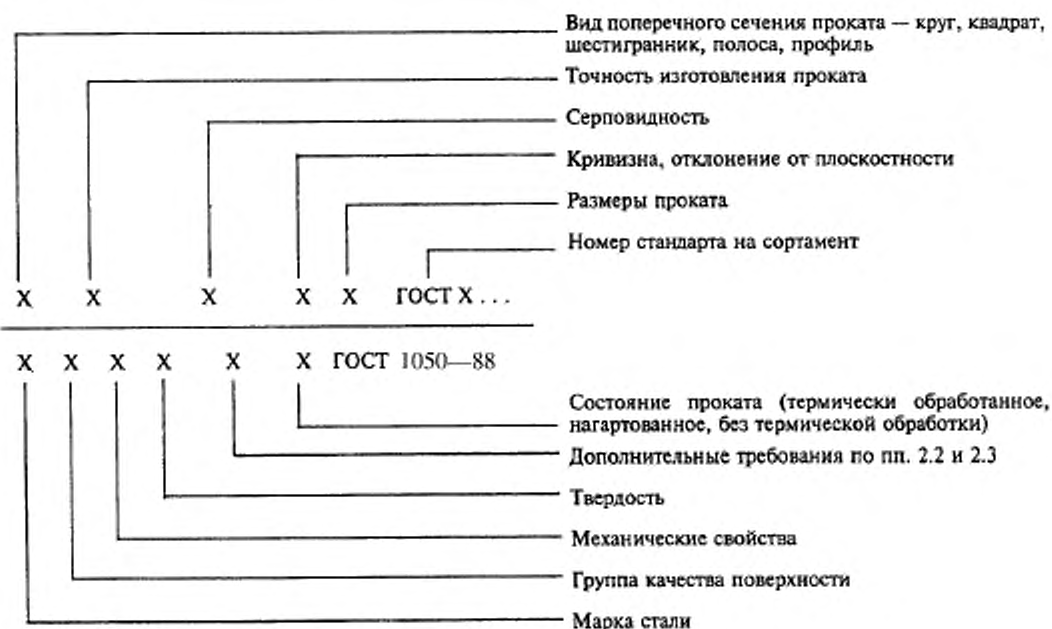 Вид поперечного сечения проката — круг, квадрат,
шестигранник, полоса, профиль
Точность изготовления проката
Серповидность
Кривизна, отклонение от плоскостности
Размеры проката
Номер стандарта на сортамент
Х Х Х Х Х ГОСТ Х . . .
Х Х Х Х Х Х ГОСТ 1050—88
Состояние проката (термически обработанное,
нагартованное, без термической обработки)
Дополнительные требования по пп. 2.2 и 2.3
Твердость
Механические свойства
Группа качества поверхности
Марка стали